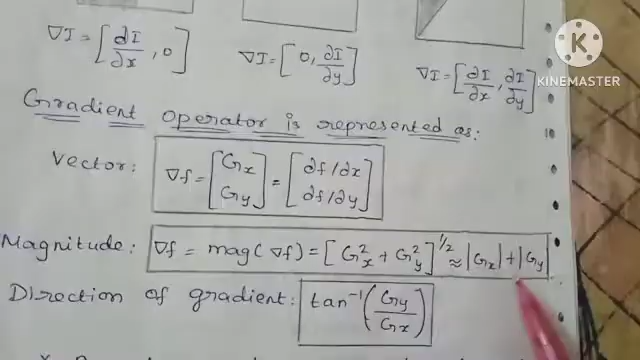 ∇I = [∂I/∂x, 0]
∇I = [0, ∂I/∂y]
∇I = [∂I/∂x, ∂I/∂y]
KINEMASTER
Gradient operator is represented as:
Vector: ∇f = [Gx Gy] = [∂f/∂x ∂f/∂y]
Magnitude: ∇f = mag(∇f) = [Gx² + Gy²]^1/2 ≈ |Gx| + |Gy|
Direction of gradient: tan⁻¹(Gy/Gx)